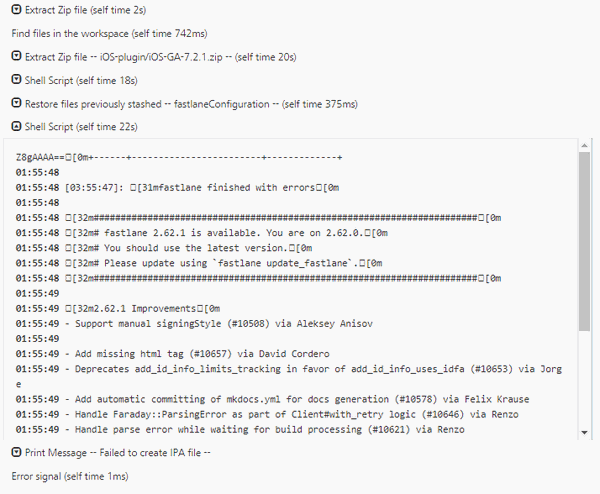 Extract Zip file (self time 2s)
Find files in the workspace (self time 742ms)
Extract Zip file -- iOS-plugin/iOS-GA-7.2.1.zip -- (self time 20s)
Shell Script (self time 18s)
Restore files previously stashed -- fastlaneConfiguration -- (self time 375ms)
Shell Script (self time 22s)
Z8gAAAA==□[0m+------+------------------------+-------------+
01:55:48
01:55:48 [03:55:47]: □[31mfastlane finished with errors□[0m
01:55:48
01:55:48 □[32m#######################################################################□[0m
01:55:48 □[32m# fastlane 2.62.1 is available. You are on 2.62.0.□[0m
01:55:48 □[32m# You should use the latest version.□[0m
01:55:48 □[32m# Please update using `fastlane update_fastlane`.□[0m
01:55:48 □[32m#######################################################################□[0m
01:55:49
01:55:49 □[32m2.62.1 Improvements□[0m
01:55:49 - Support manual signingStyle (#10508) via Aleksey Anisov
01:55:49
01:55:49 - Add missing html tag (#10657) via David Cordero
01:55:49 - Deprecates add_id_info_limits_tracking in favor of add_id_info_uses_idfa (#10653) via Jorg
e
01:55:49 - Add automatic committing of mkdocs.yml for docs generation (#10578) via Felix Krause
01:55:49 - Handle Faraday::ParsingError as part of Client#with_retry logic (#10646) via Renzo
01:55:49 - Handle parse error while waiting for build processing (#10621) via Renzo
Print Message -- Failed to create IPA file --
Error signal (self time 1ms)